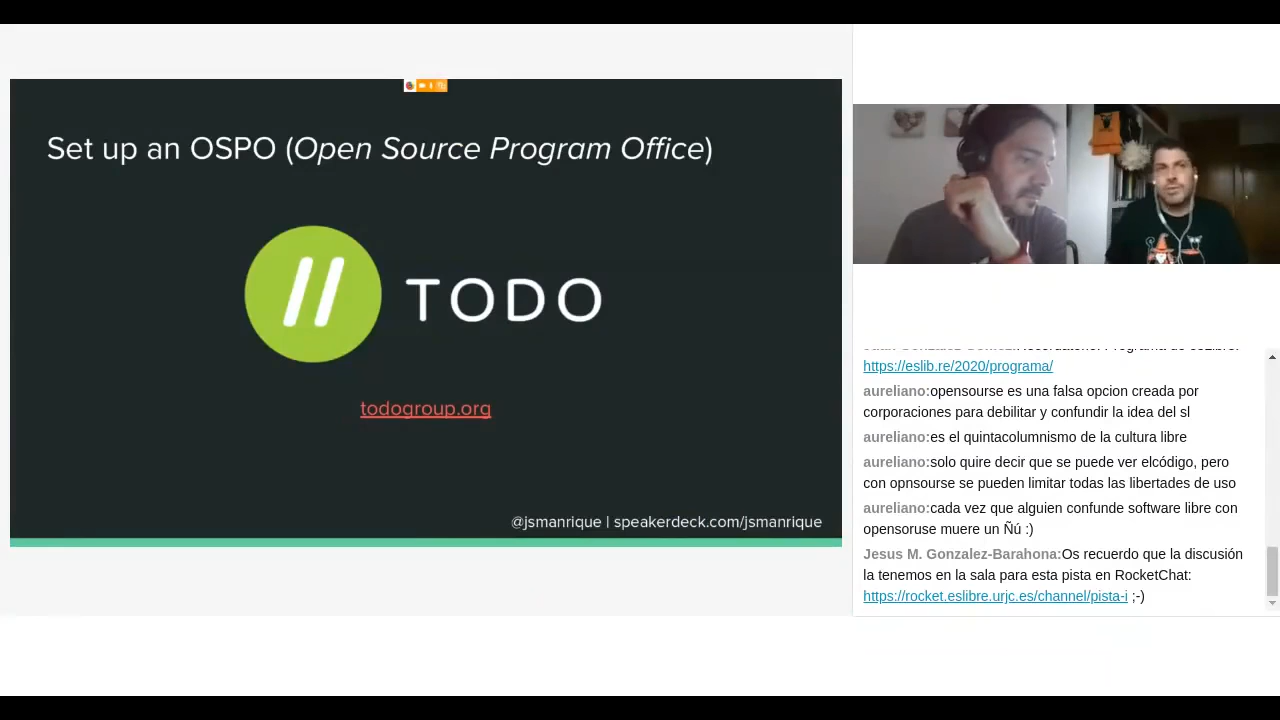 Set up an OSPO (Open Source Program Office)
// TODO
todogroup.org
@jsmanrique | speakerdeck.com/jsmanrique
https://eslib.re/2020/programa/
aureliano:opensourse es una falsa opcion creada por
corporaciones para debilitar y confundir la idea del sl
aureliano:es el quintacolumnismo de la cultura libre
aureliano:solo quire decir que se puede ver elcódigo, pero
con opnsourse se pueden limitar todas las libertades de uso
aureliano:cada vez que alguien confunde software libre con
opensoruse muere un Ñú :)
Jesus M. Gonzalez-Barahona:Os recuerdo que la discusión
la tenemos en la sala para esta pista en RocketChat:
https://rocket.eslibre.urjc.es/channel/pista-i ;-)